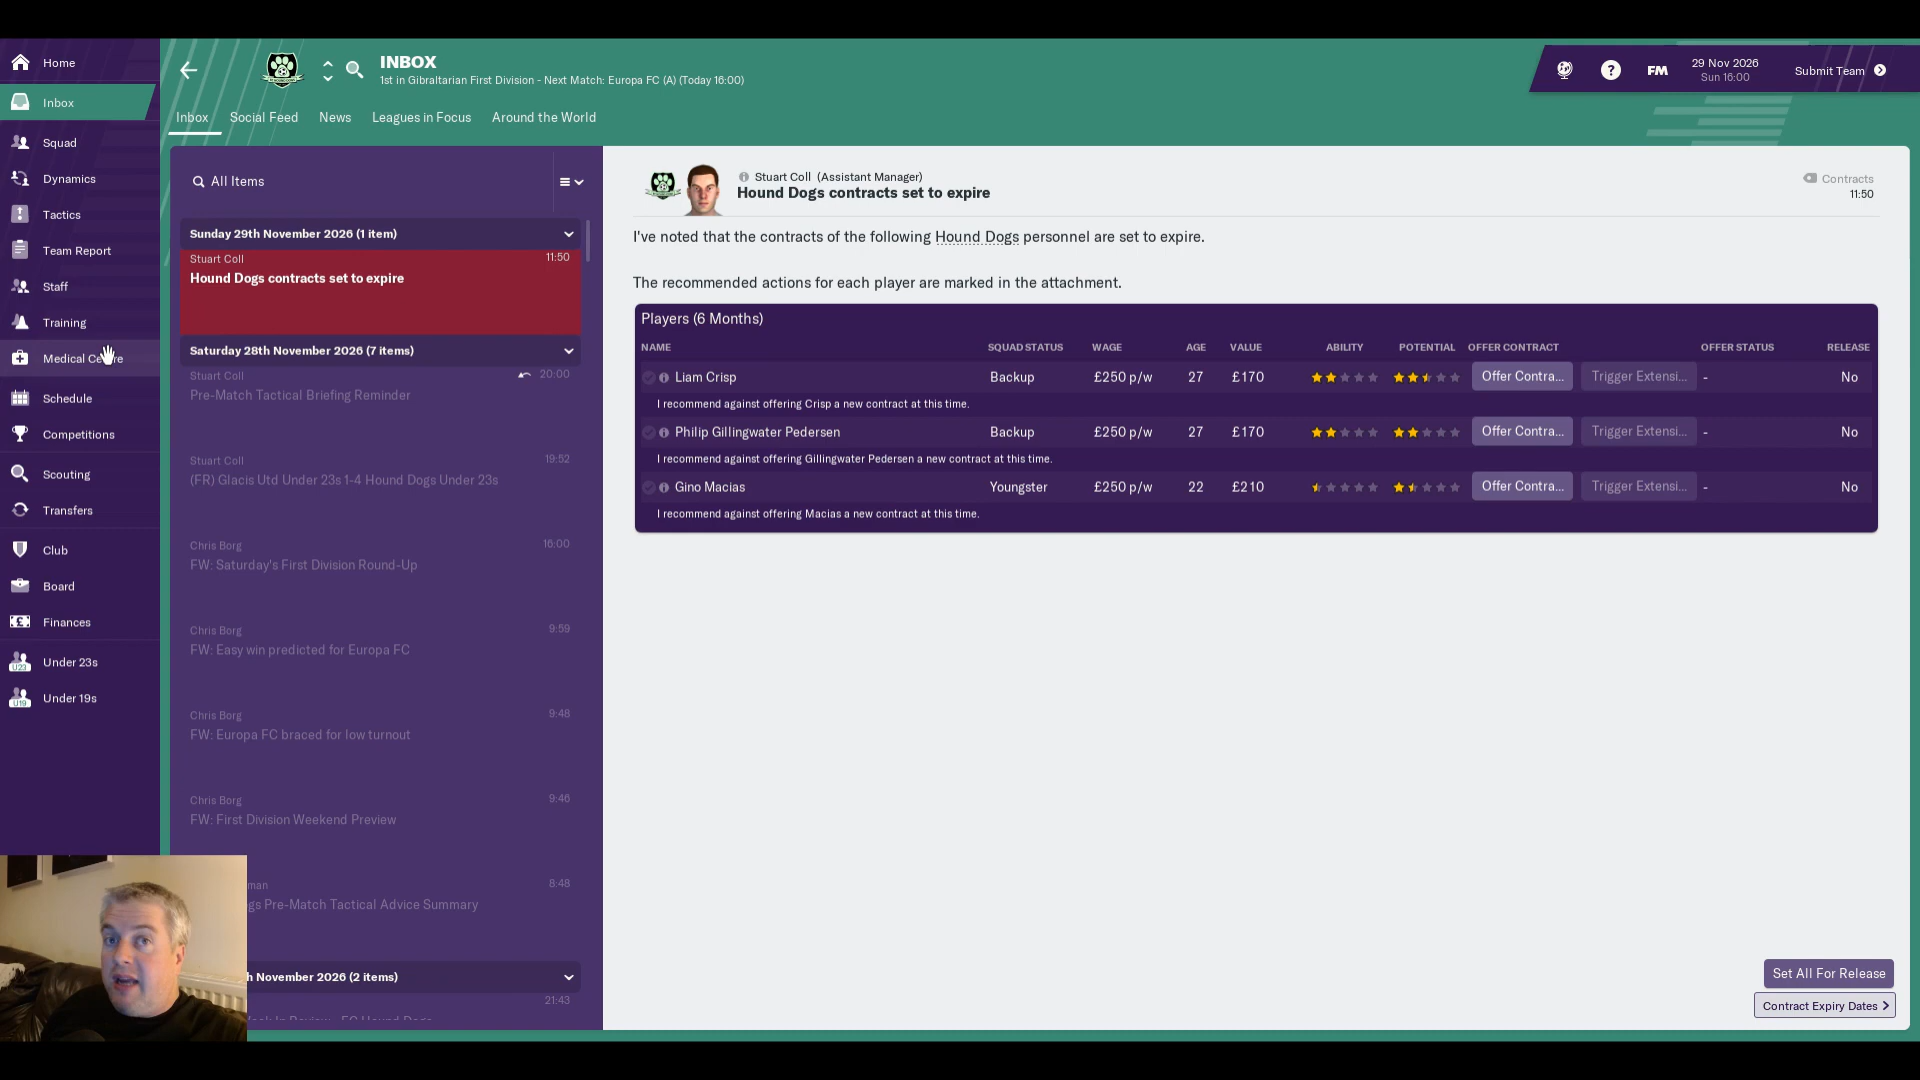 Home
Inbox
Squad
Dynamics
Tactics
Team Report
Staff
Training
Medical Centre
Schedule
Competitions
Scouting
Transfers
Club
Board
Finances
U23 Under 23s
U19 Under 19s
INBOX
1st in Gibraltarian First Division - Next Match: Europa FC (A) (Today 16:00)
FM
29 Nov 2026
Sun 16:00
Submit Team
Inbox Social Feed News Leagues in Focus Around the World
All Items
Sunday 29th November 2026 (1 item)
Stuart Coll 11:50
Hound Dogs contracts set to expire
Saturday 28th November 2026 (7 items)
Stuart Coll 20:00
Pre-Match Tactical Briefing Reminder
Stuart Coll 19:52
(FR) Glacis Utd Under 23s 1-4 Hound Dogs Under 23s
Chris Borg 16:00
FW: Saturday's First Division Round-Up
Chris Borg 9:59
FW: Easy win predicted for Europa FC
Chris Borg 9:48
FW: Europa FC braced for low turnout
Chris Borg 9:46
FW: First Division Weekend Preview
man 8:48
gs Pre-Match Tactical Advice Summary
h November 2026 (2 items)
21:43
Stuart Coll (Assistant Manager)
Hound Dogs contracts set to expire
Contracts
11:50
I've noted that the contracts of the following Hound Dogs personnel are set to expire.
The recommended actions for each player are marked in the attachment.
Players (6 Months)
NAME SQUAD STATUS WAGE AGE VALUE ABILITY POTENTIAL OFFER CONTRACT OFFER STATUS RELEASE
Liam Crisp Backup £250 p/w 27 £170 Offer Contra... Trigger Extensi... - No
I recommend against offering Crisp a new contract at this time.
Philip Gillingwater Pedersen Backup £250 p/w 27 £170 Offer Contra... Trigger Extensi... - No
I recommend against offering Gillingwater Pedersen a new contract at this time.
Gino Macias Youngster £250 p/w 22 £210 Offer Contra... Trigger Extensi... - No
I recommend against offering Macias a new contract at this time.
Set All For Release
Contract Expiry Dates